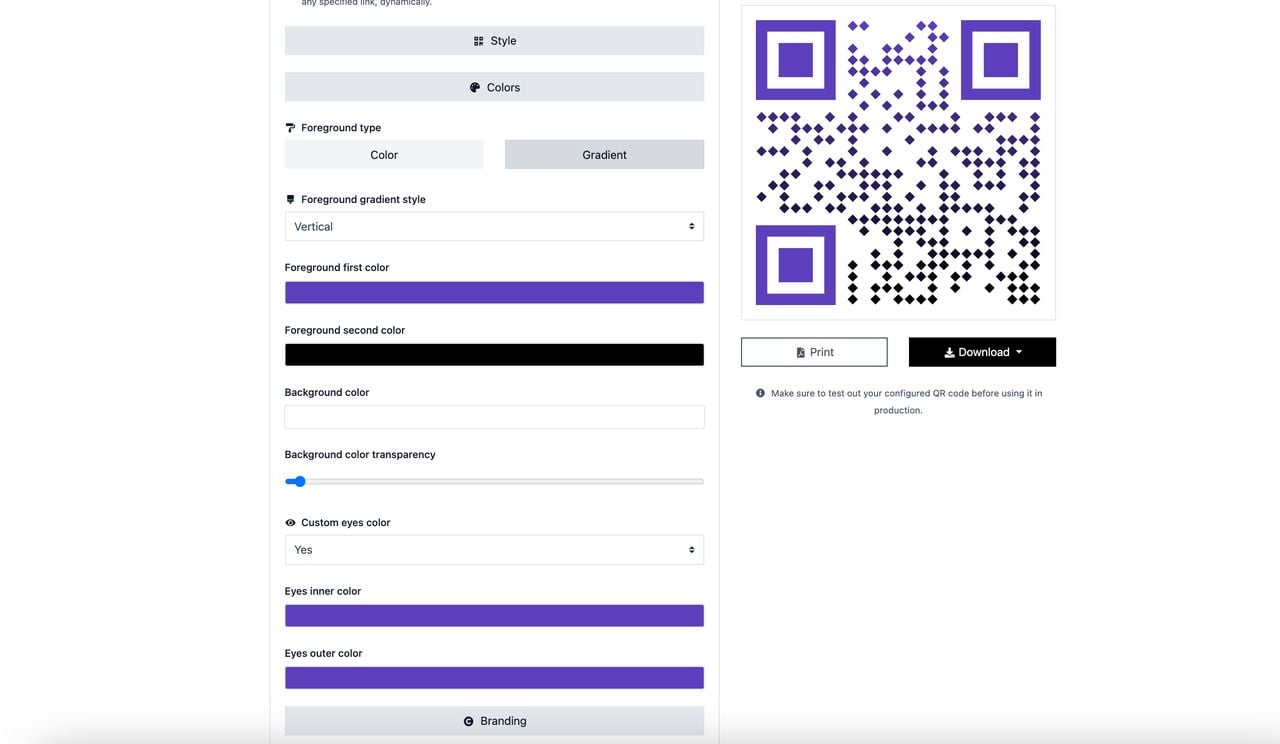 any specified link, dynamically.
Style
Colors
Foreground type
Color
Gradient
Foreground gradient style
Vertical
Foreground first color
Foreground second color
Background color
Background color transparency
Custom eyes color
Yes
Eyes inner color
Eyes outer color
Branding
Print
Download
Make sure to test out your configured QR code before using it in
production.